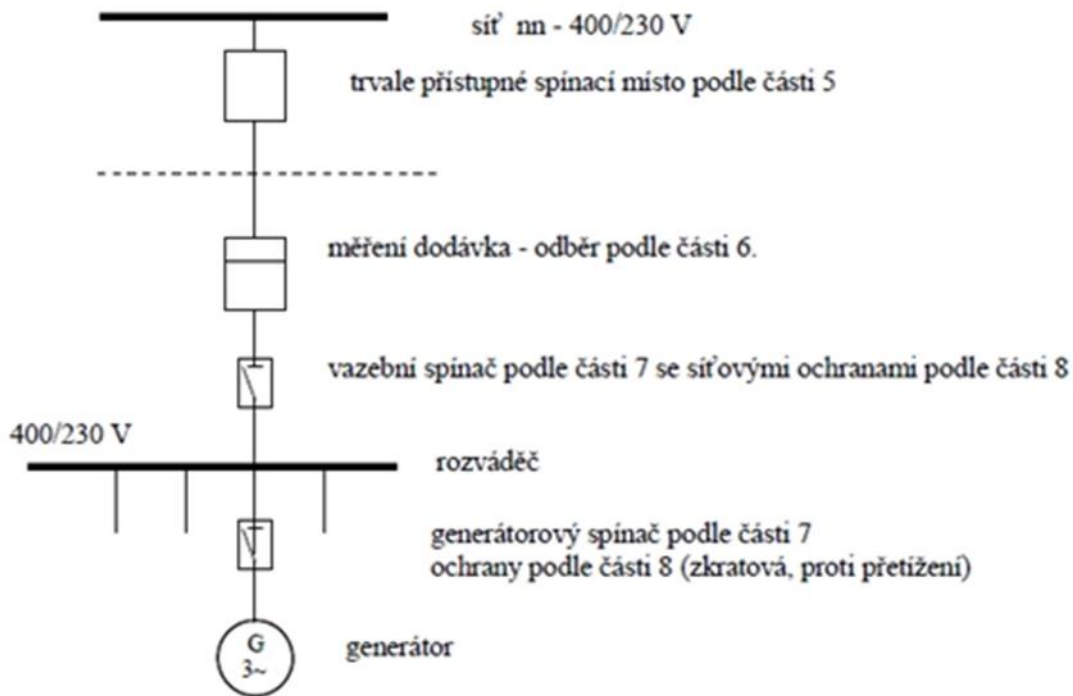 síť nn - 400/230 V
trvale přístupné spínací místo podle části 5
měření dodávka - odběr podle části 6.
vazební spínač podle části 7 se síťovými ochranami podle části 8
400/230 V
rozváděč
generátorový spínač podle části 7
ochrany podle části 8 (zkratová, proti přetížení)
G
3~
generátor